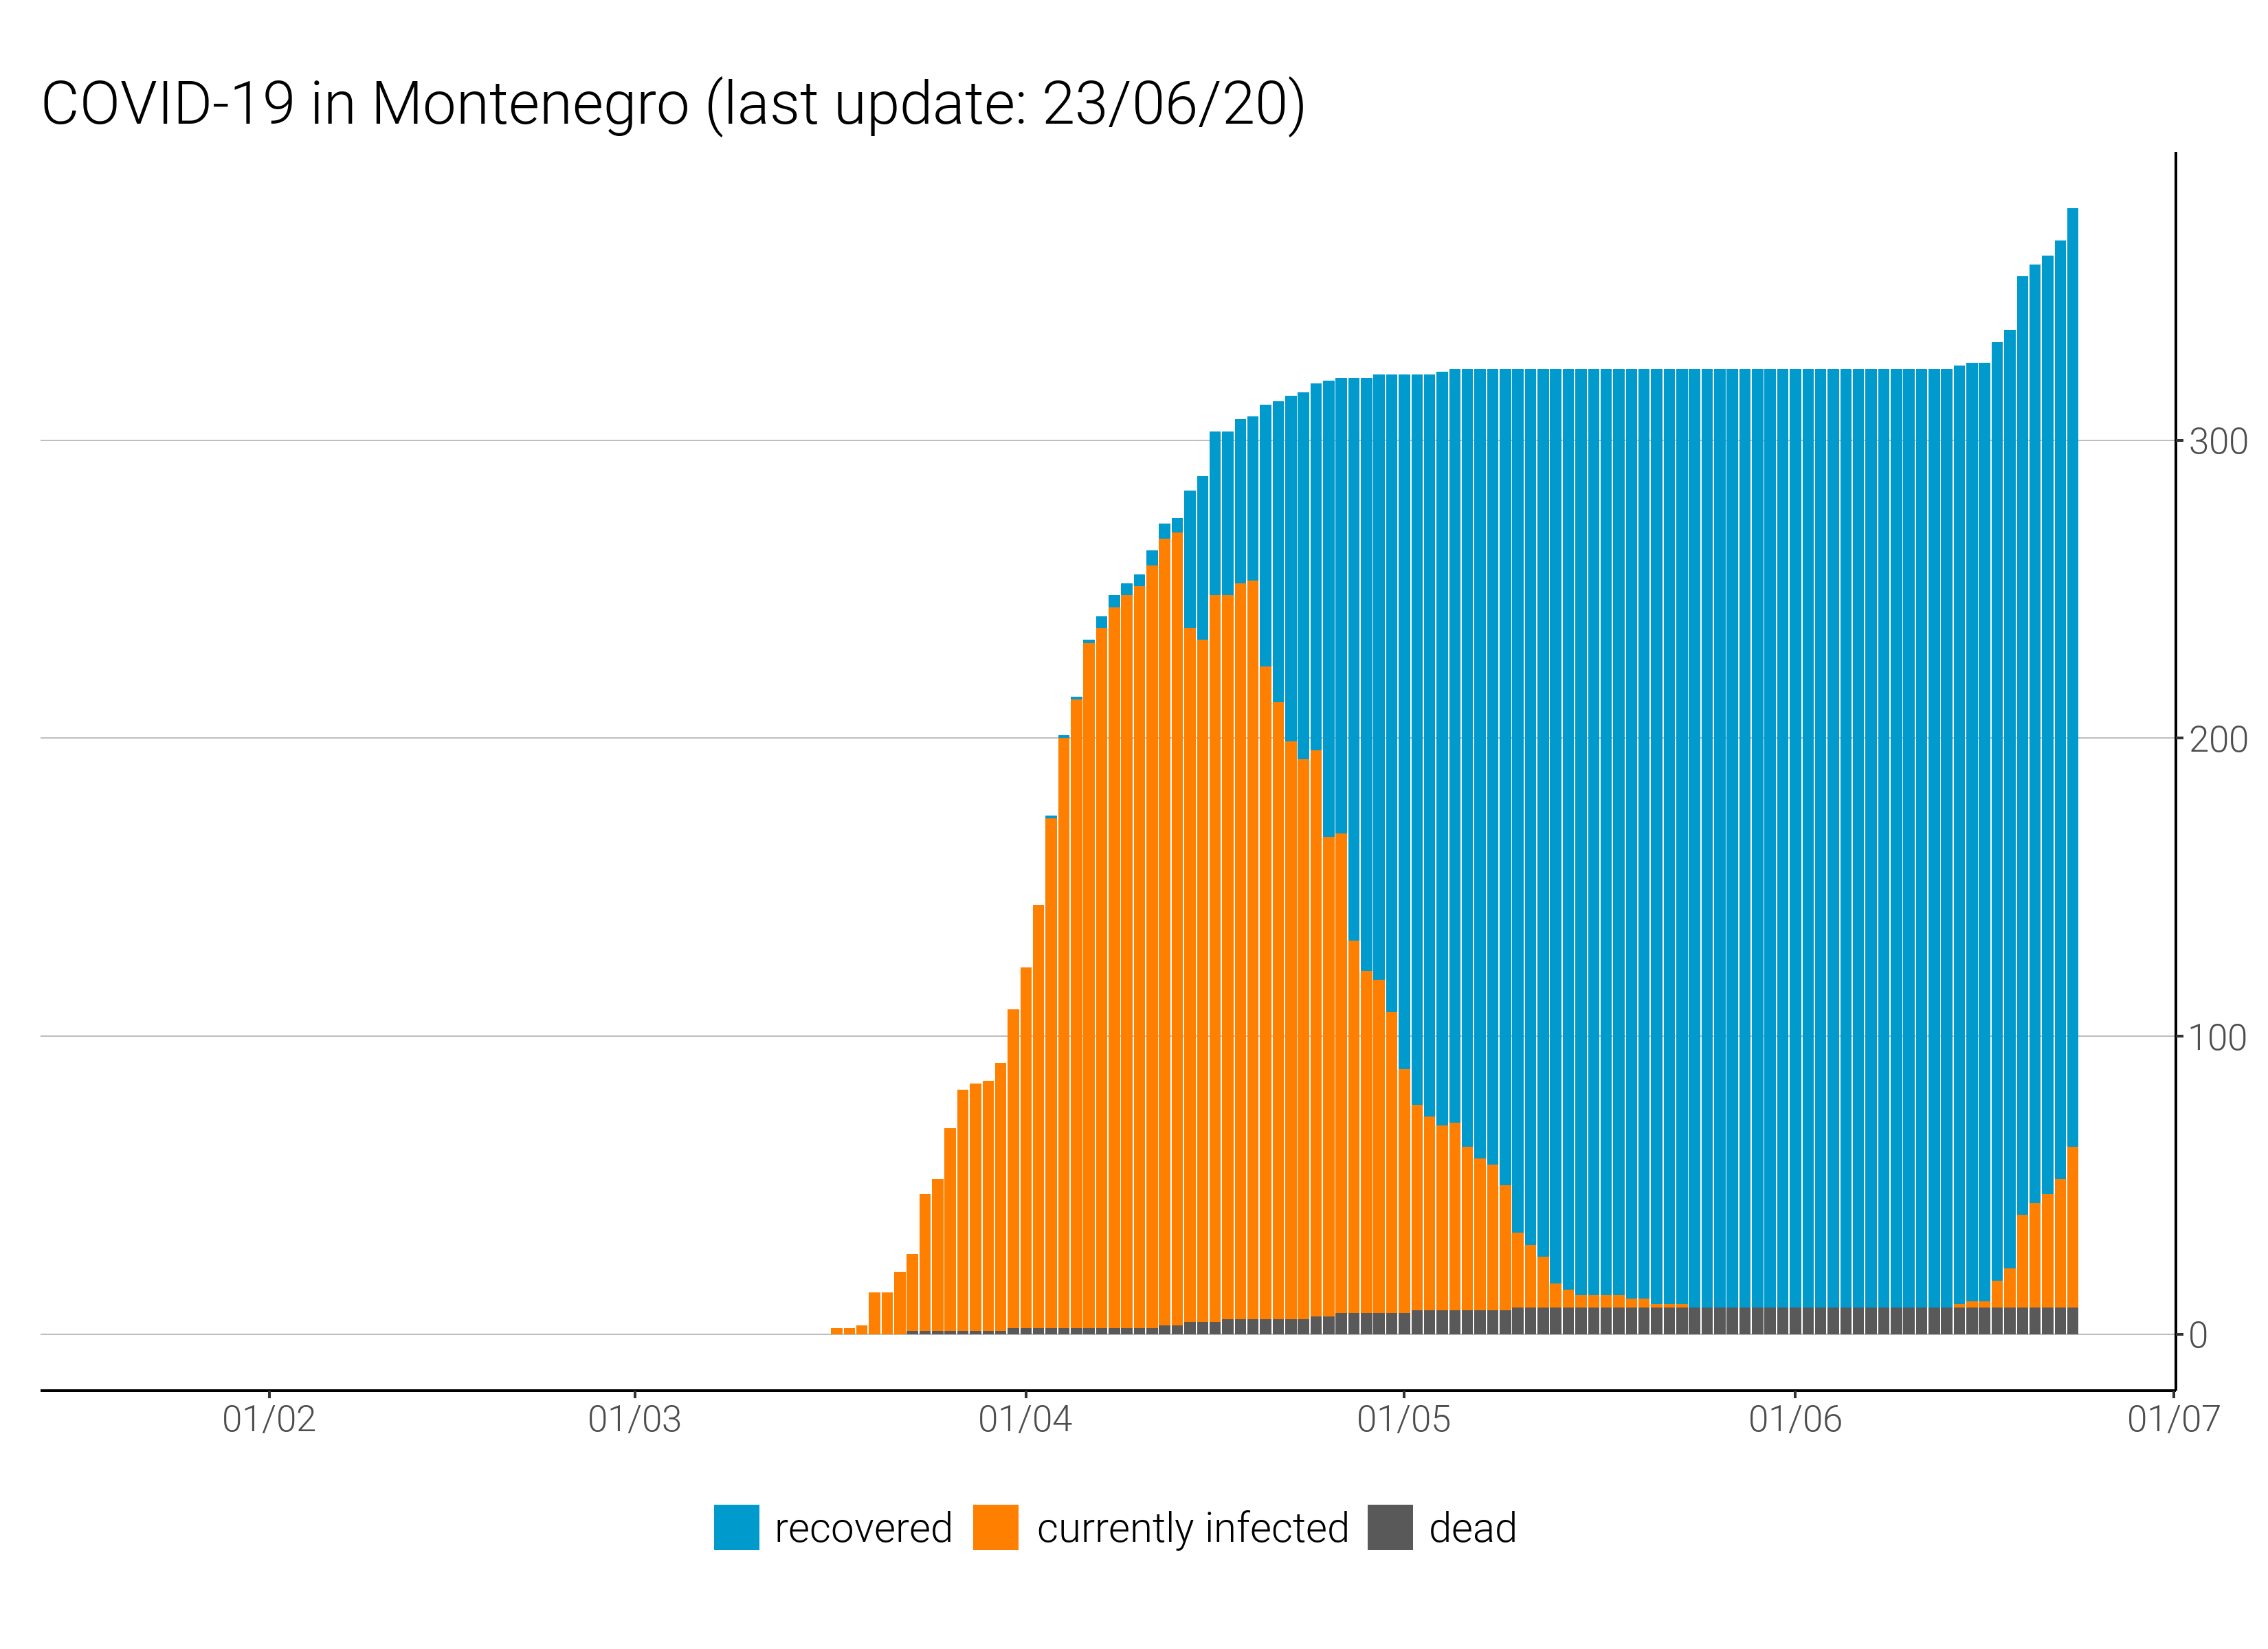 COVID-19 in Montenegro (last update: 23/06/20)
300
200
100
0
01/02 01/03 01/04 01/05 01/06 01/07
recovered currently infected dead